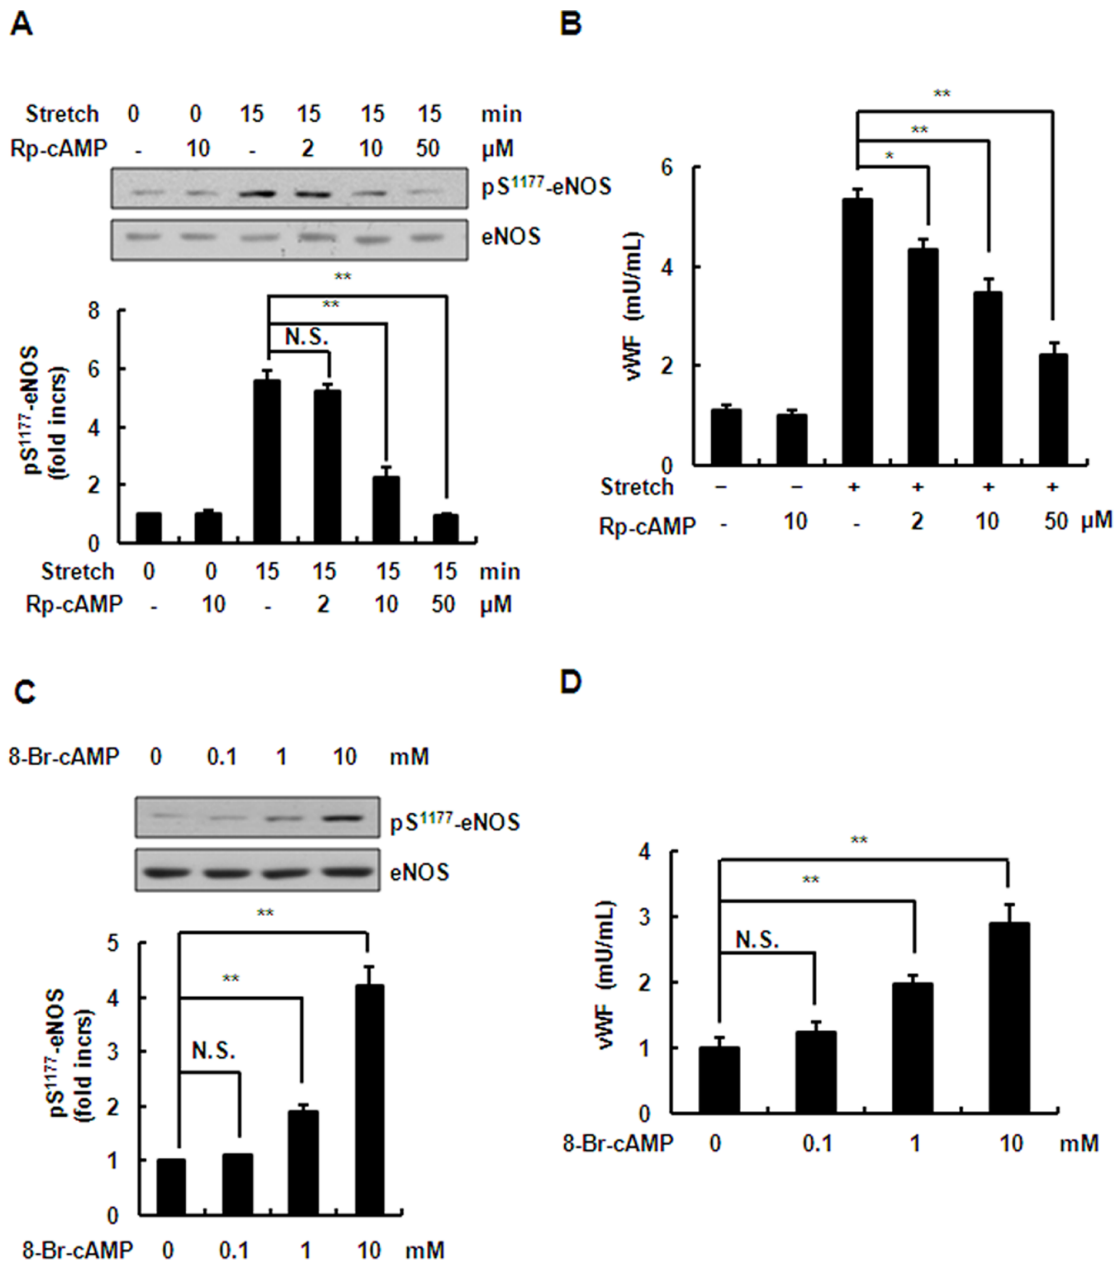 A
Stretch 0 0 15 15 15 15 min
Rp-cAMP - 10 - 2 10 50 µM
pS1177-eNOS
eNOS
**
**
N.S.
8
6
4
2
0
pS1177-eNOS
(fold incrs)
Stretch 0 0 15 15 15 15 min
Rp-cAMP - 10 - 2 10 50 µM
B
**
**
*
6
4
2
0
vWF (mU/mL)
Stretch – – + + + +
Rp-cAMP - 10 - 2 10 50 µM
C
8-Br-cAMP 0 0.1 1 10 mM
pS1177-eNOS
eNOS
**
**
N.S.
5
4
3
2
1
0
pS1177-eNOS
(fold incrs)
8-Br-cAMP 0 0.1 1 10 mM
D
**
**
N.S.
4
3
2
1
0
vWF (mU/mL)
8-Br-cAMP 0 0.1 1 10 mM